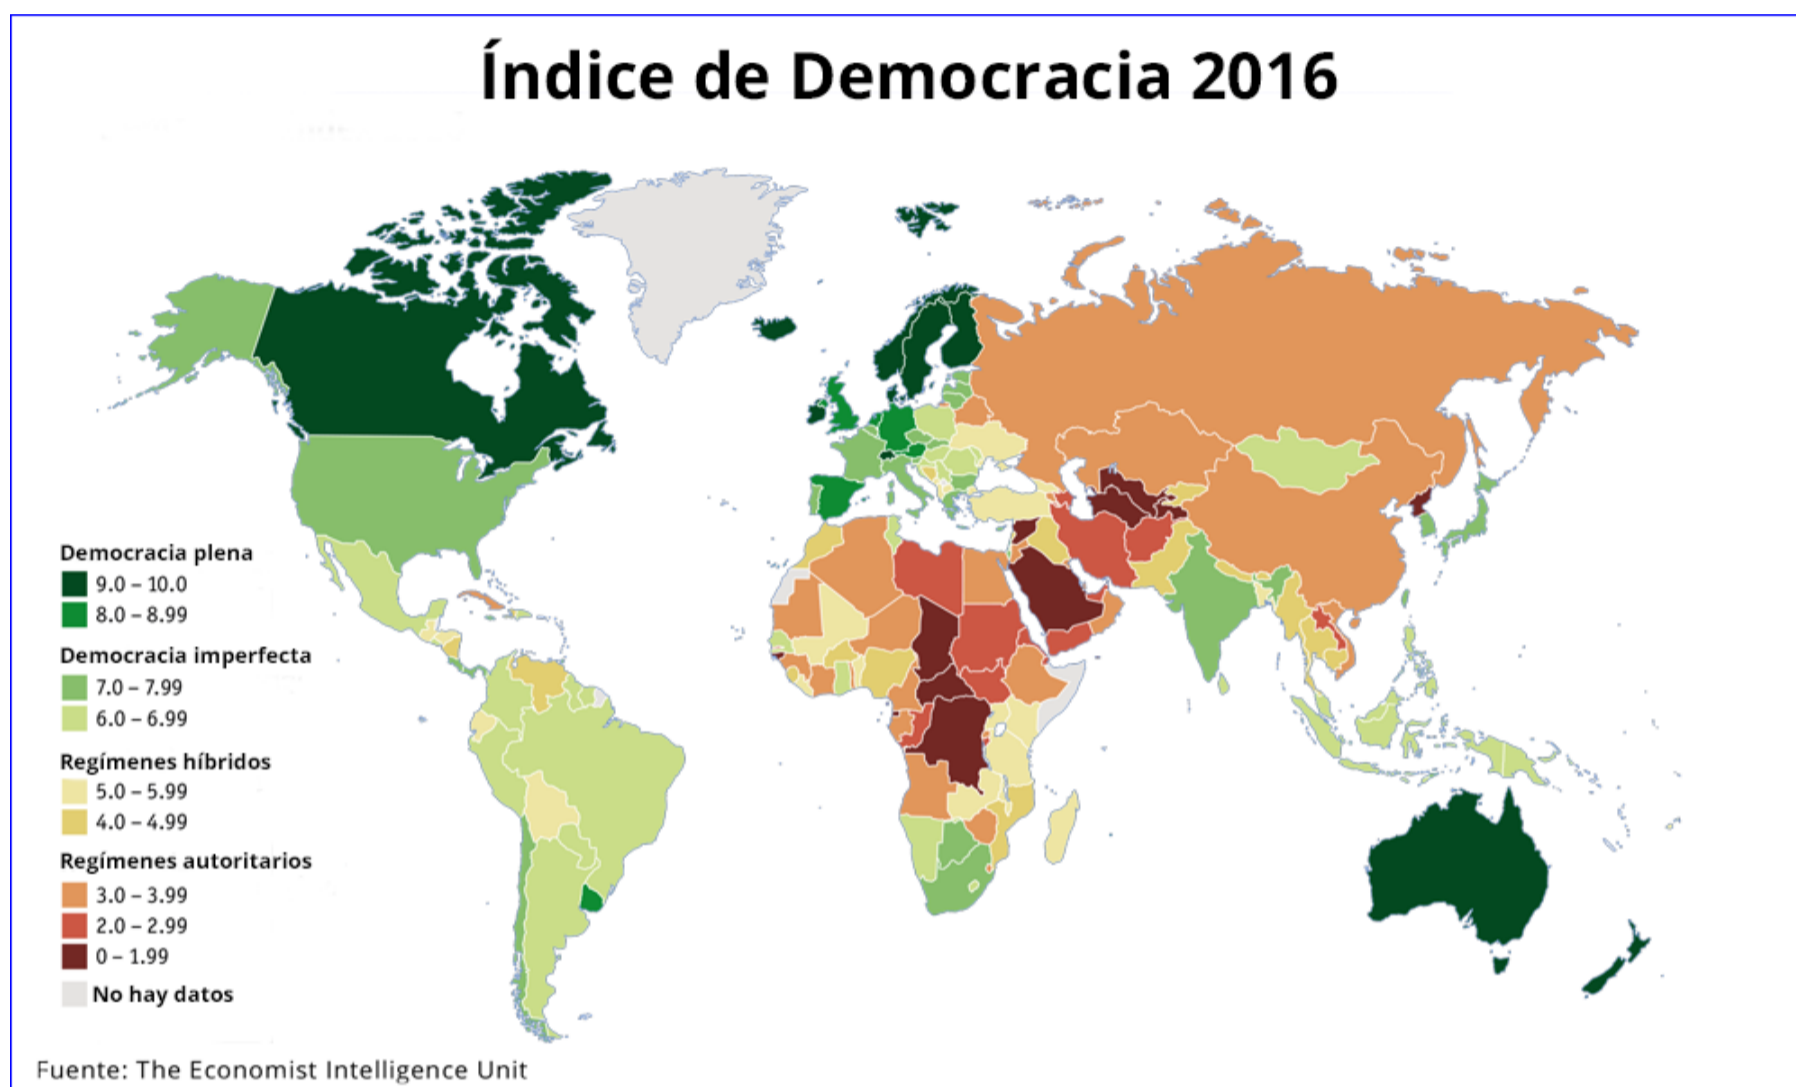 Índice de Democracia 2016
Democracia plena
9.0 – 10.0
8.0 – 8.99
Democracia imperfecta
7.0 – 7.99
6.0 – 6.99
Regímenes híbridos
5.0 – 5.99
4.0 – 4.99
Regímenes autoritarios
3.0 – 3.99
2.0 – 2.99
0 – 1.99
No hay datos
Fuente: The Economist Intelligence Unit